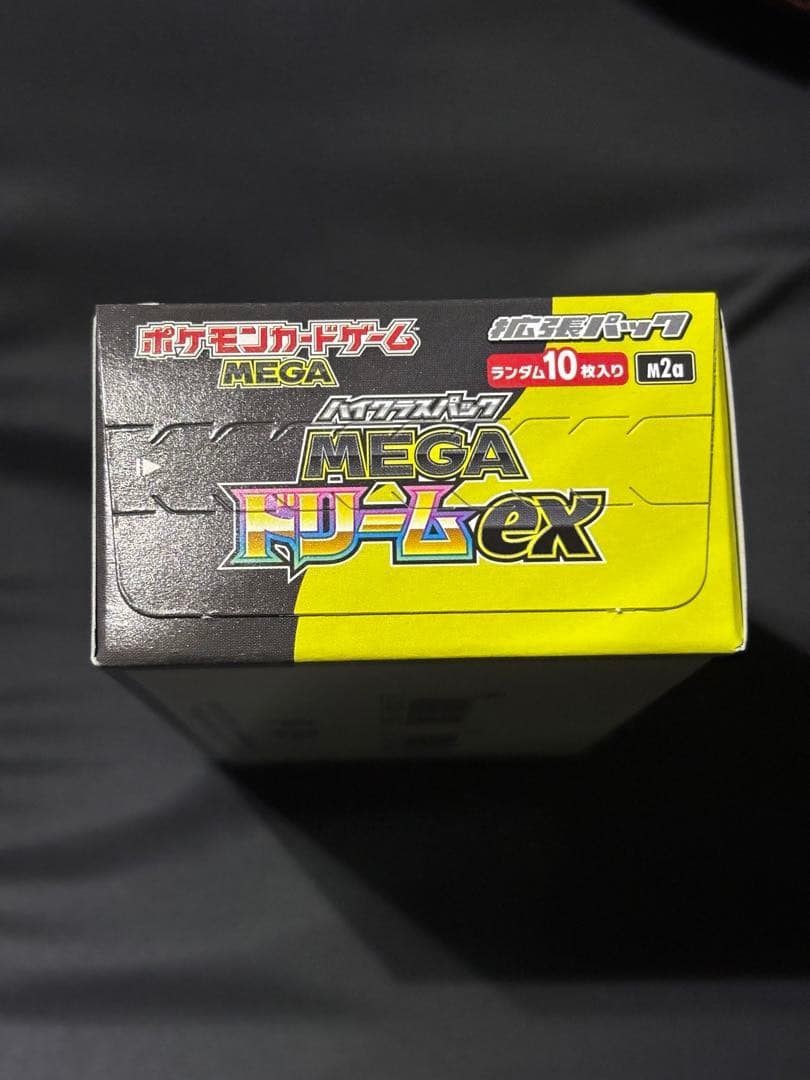 ポケモンカードゲーム
MEGA
拡張パック
ランダム10枚入り
M2a
ハイクラスパック
MEGA
ドリームex